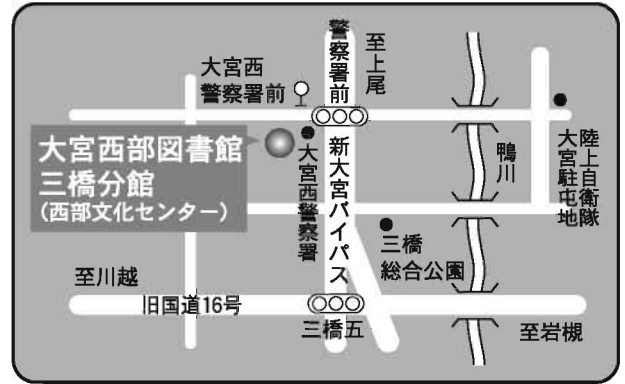 至上尾
警察署前
大宮西
警察署前
大宮西部図書館
三橋分館
(西部文化センター)
大宮西警察署
新大宮バイパス
鴨川
陸上自衛隊
大宮駐屯地
三橋
総合公園
至川越
旧国道16号
三橋五
至岩槻